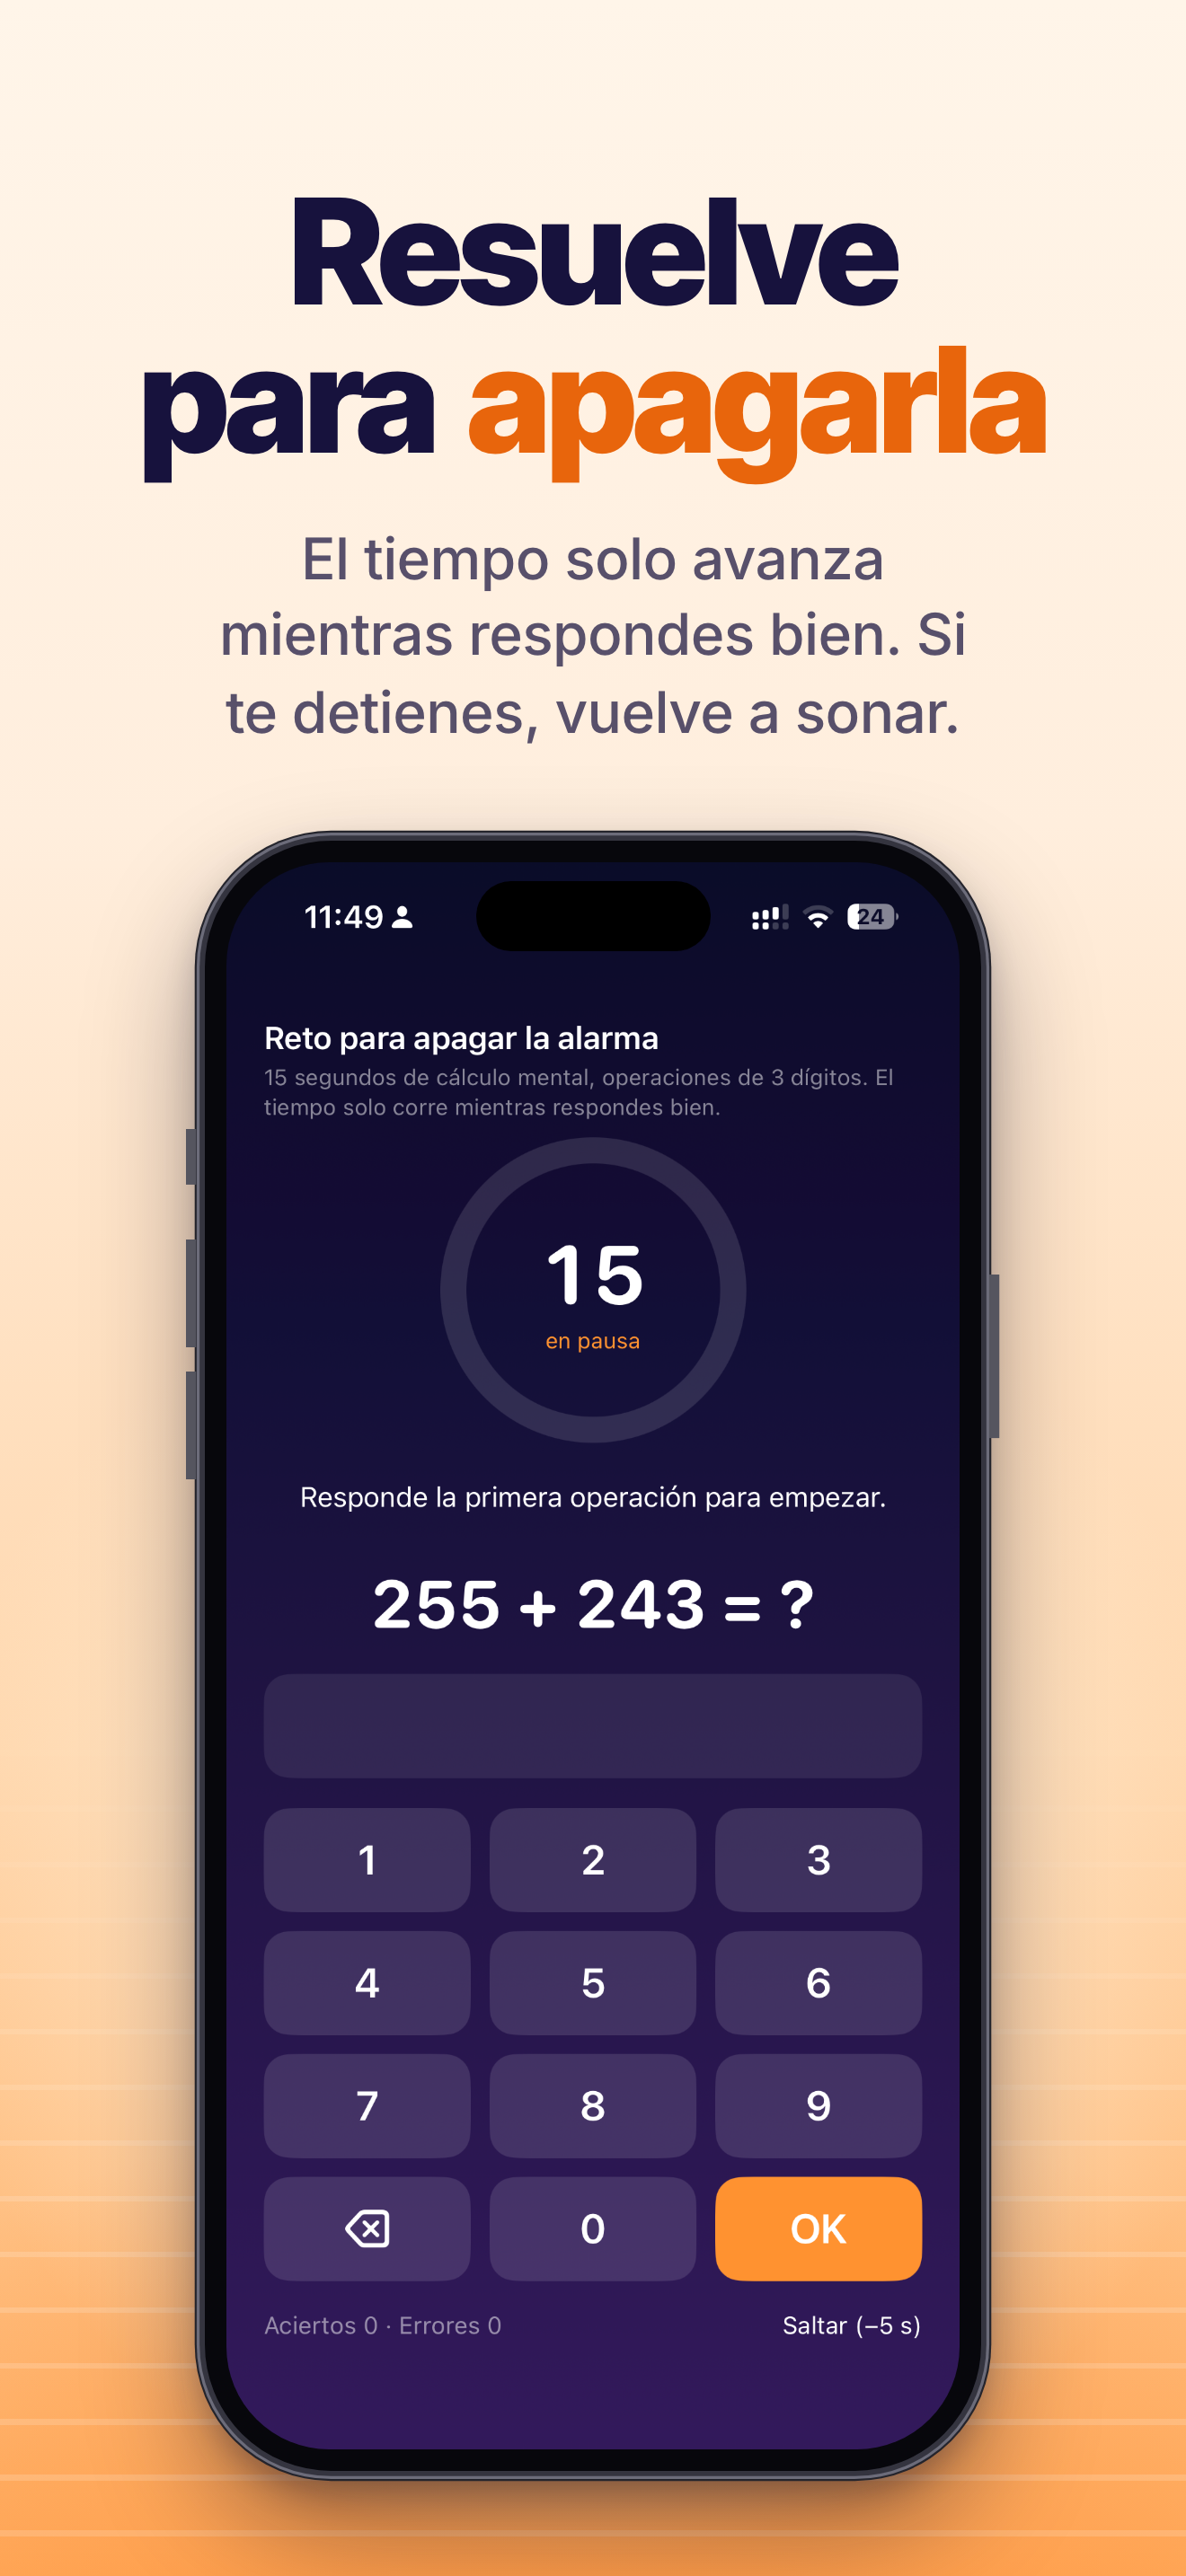 Resuelve
para apagarla
El tiempo solo avanza
mientras respondes bien. Si
te detienes, vuelve a sonar.
11:49
24
Reto para apagar la alarma
15 segundos de cálculo mental, operaciones de 3 dígitos. El
tiempo solo corre mientras respondes bien.
15
en pausa
Responde la primera operación para empezar.
255 + 243 = ?
1 2 3
4 5 6
7 8 9
0 OK
Aciertos 0 · Errores 0 Saltar (−5 s)